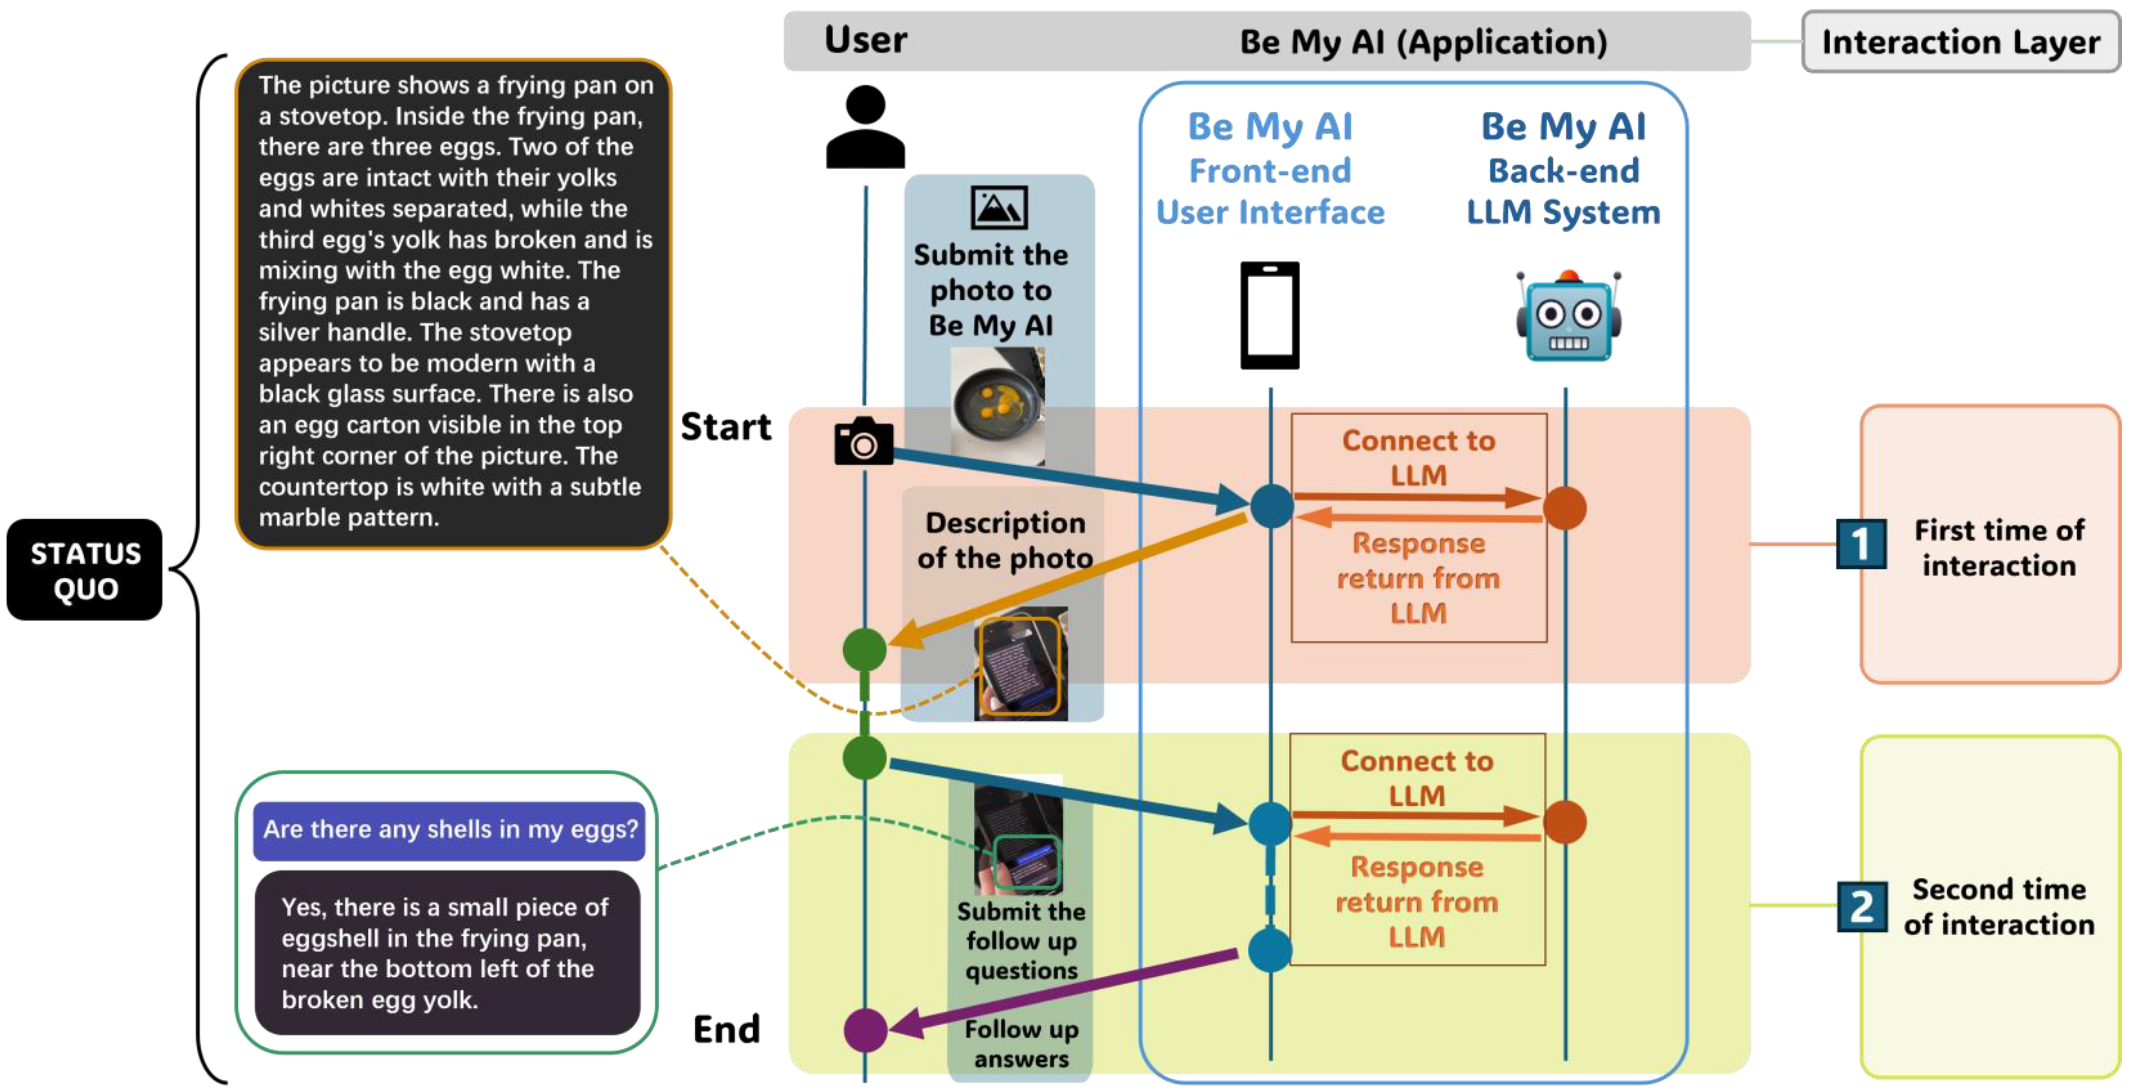 User
Be My AI (Application)
Interaction Layer
The picture shows a frying pan on
a stovetop. Inside the frying pan,
there are three eggs. Two of the
eggs are intact with their yolks
and whites separated, while the
third egg's yolk has broken and is
mixing with the egg white. The
frying pan is black and has a
silver handle. The stovetop
appears to be modern with a
black glass surface. There is also
an egg carton visible in the top
right corner of the picture. The
countertop is white with a subtle
marble pattern.
Be My AI
Front-end
User Interface
Be My AI
Back-end
LLM System
Submit the
photo to
Be My AI
Start
Connect to
LLM
Response
return from
LLM
Description
of the photo
1
First time of
interaction
STATUS
QUO
Are there any shells in my eggs?
Yes, there is a small piece of
eggshell in the frying pan,
near the bottom left of the
broken egg yolk.
Connect to
LLM
Response
return from
LLM
Submit the
follow up
questions
Follow up
answers
End
2
Second time
of interaction